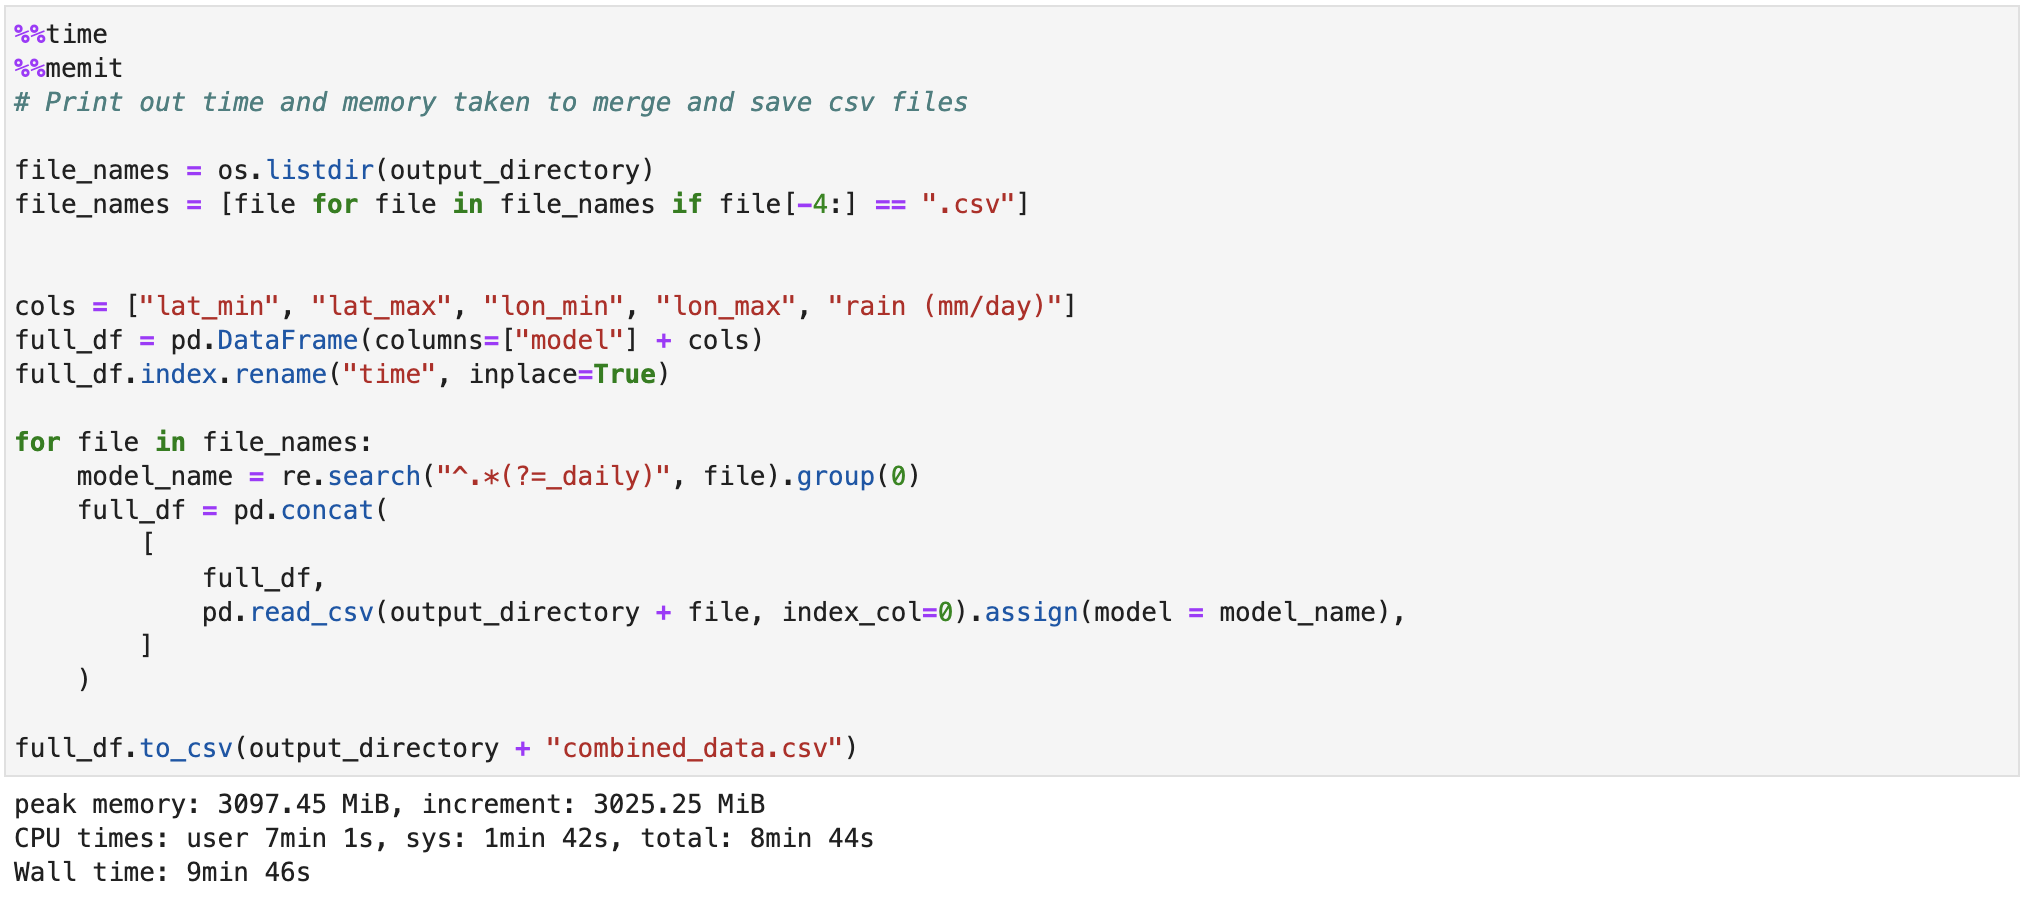 %%time
%%memit
# Print out time and memory taken to merge and save csv files
file_names = os.listdir(output_directory)
file_names = [file for file in file_names if file[-4:] == ".csv"]
cols = ["lat_min", "lat_max", "lon_min", "lon_max", "rain (mm/day)"]
full_df = pd.DataFrame(columns=["model"] + cols)
full_df.index.rename("time", inplace=True)
for file in file_names:
    model_name = re.search("^.*(?=_daily)", file).group(0)
    full_df = pd.concat(
        [
            full_df,
            pd.read_csv(output_directory + file, index_col=0).assign(model = model_name),
        ]
    )
full_df.to_csv(output_directory + "combined_data.csv")
peak memory: 3097.45 MiB, increment: 3025.25 MiB
CPU times: user 7min 1s, sys: 1min 42s, total: 8min 44s
Wall time: 9min 46s